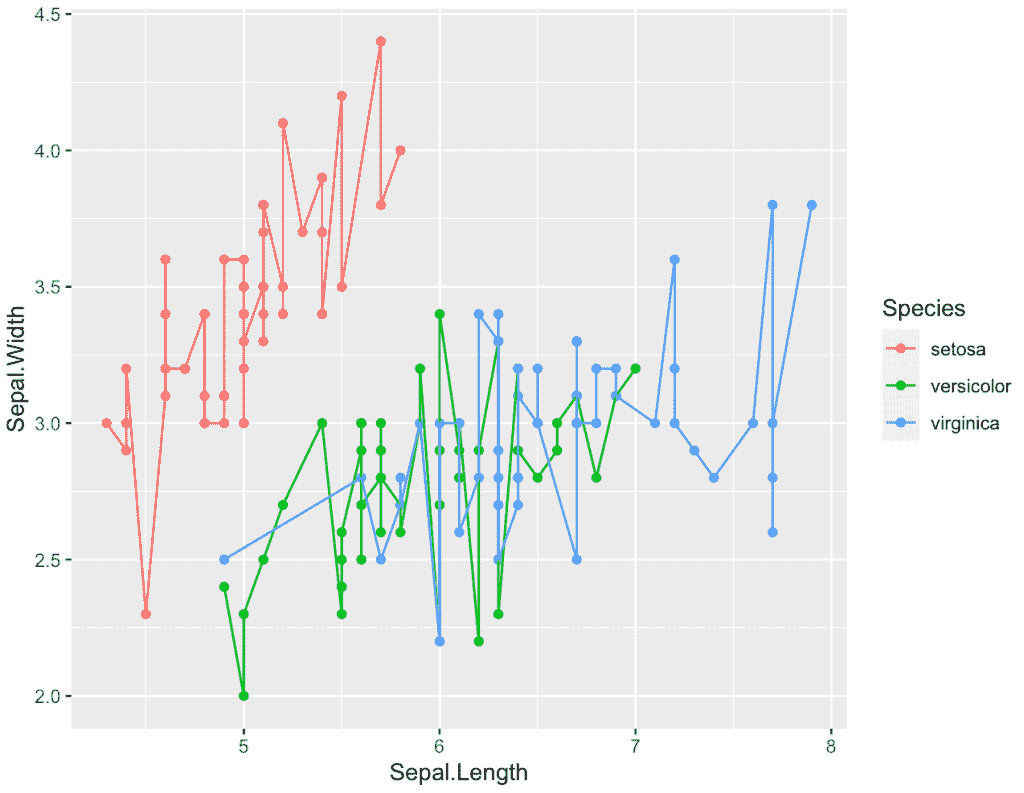 4.5
4.0
3.5
3.0
2.5
2.0
Sepal.Width
5 6 7 8
Sepal.Length
Species
setosa
versicolor
virginica